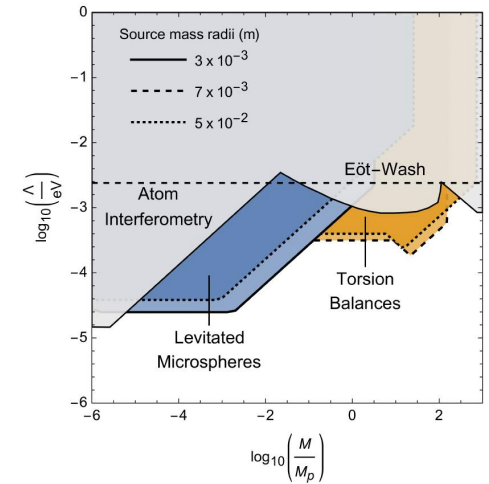 Source mass radii (m)
3 x 10⁻³
7 x 10⁻³
5 x 10⁻²
0
−1
−2
−3
−4
−5
−6
log₁₀(Λ/eV)
Eöt−Wash
Atom
Interferometry
Torsion
Balances
Levitated
Microspheres
−6 −4 −2 0 2
log₁₀(M/Mₚ)